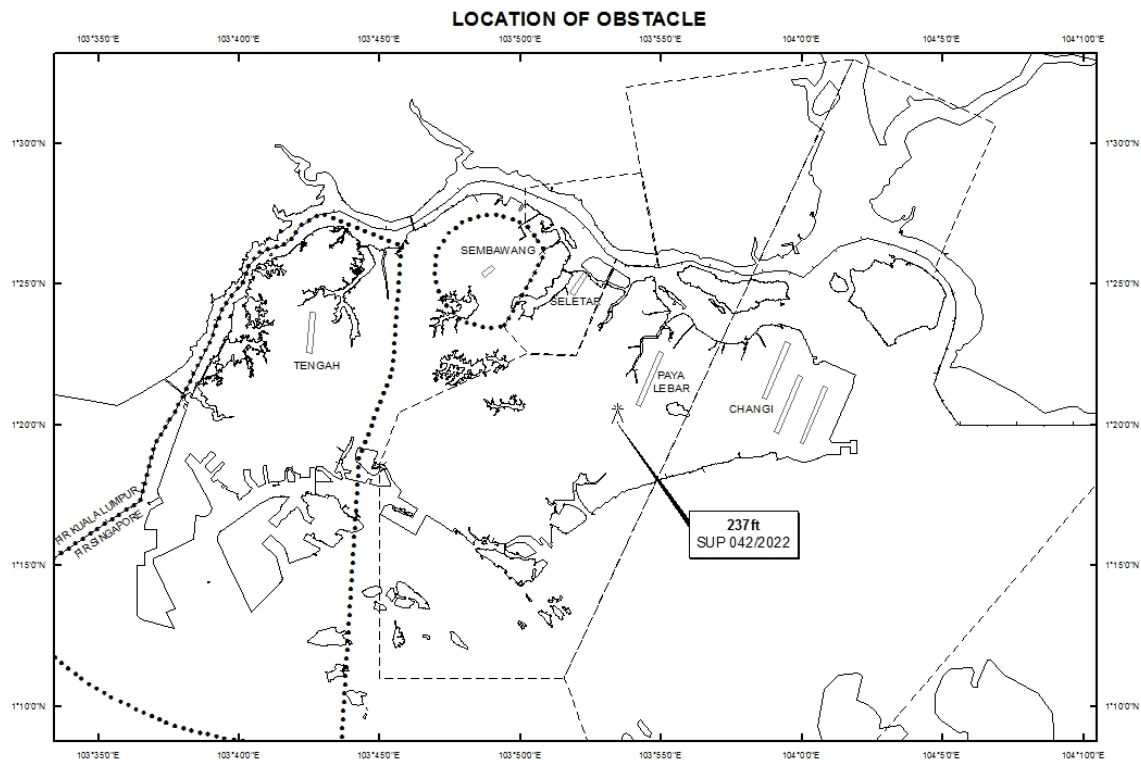 LOCATION OF OBSTACLE
103°35'0"E 103°40'0"E 103°45'0"E 103°50'0"E 103°55'0"E 104°0'0"E 104°5'0"E 104°10'0"E
1°30'0"N 1°30'0"N
SEMBAWANG
1°25'0"N 1°25'0"N
SELETAR
TENGAH
PAYA
LEBAR
CHANGI
1°20'0"N 1°20'0"N
FIR KUALA LUMPUR
FIR SINGAPORE
237ft
SUP 042/2022
1°15'0"N 1°15'0"N
1°10'0"N 1°10'0"N
103°35'0"E 103°40'0"E 103°45'0"E 103°50'0"E 103°55'0"E 104°0'0"E 104°5'0"E 104°10'0"E